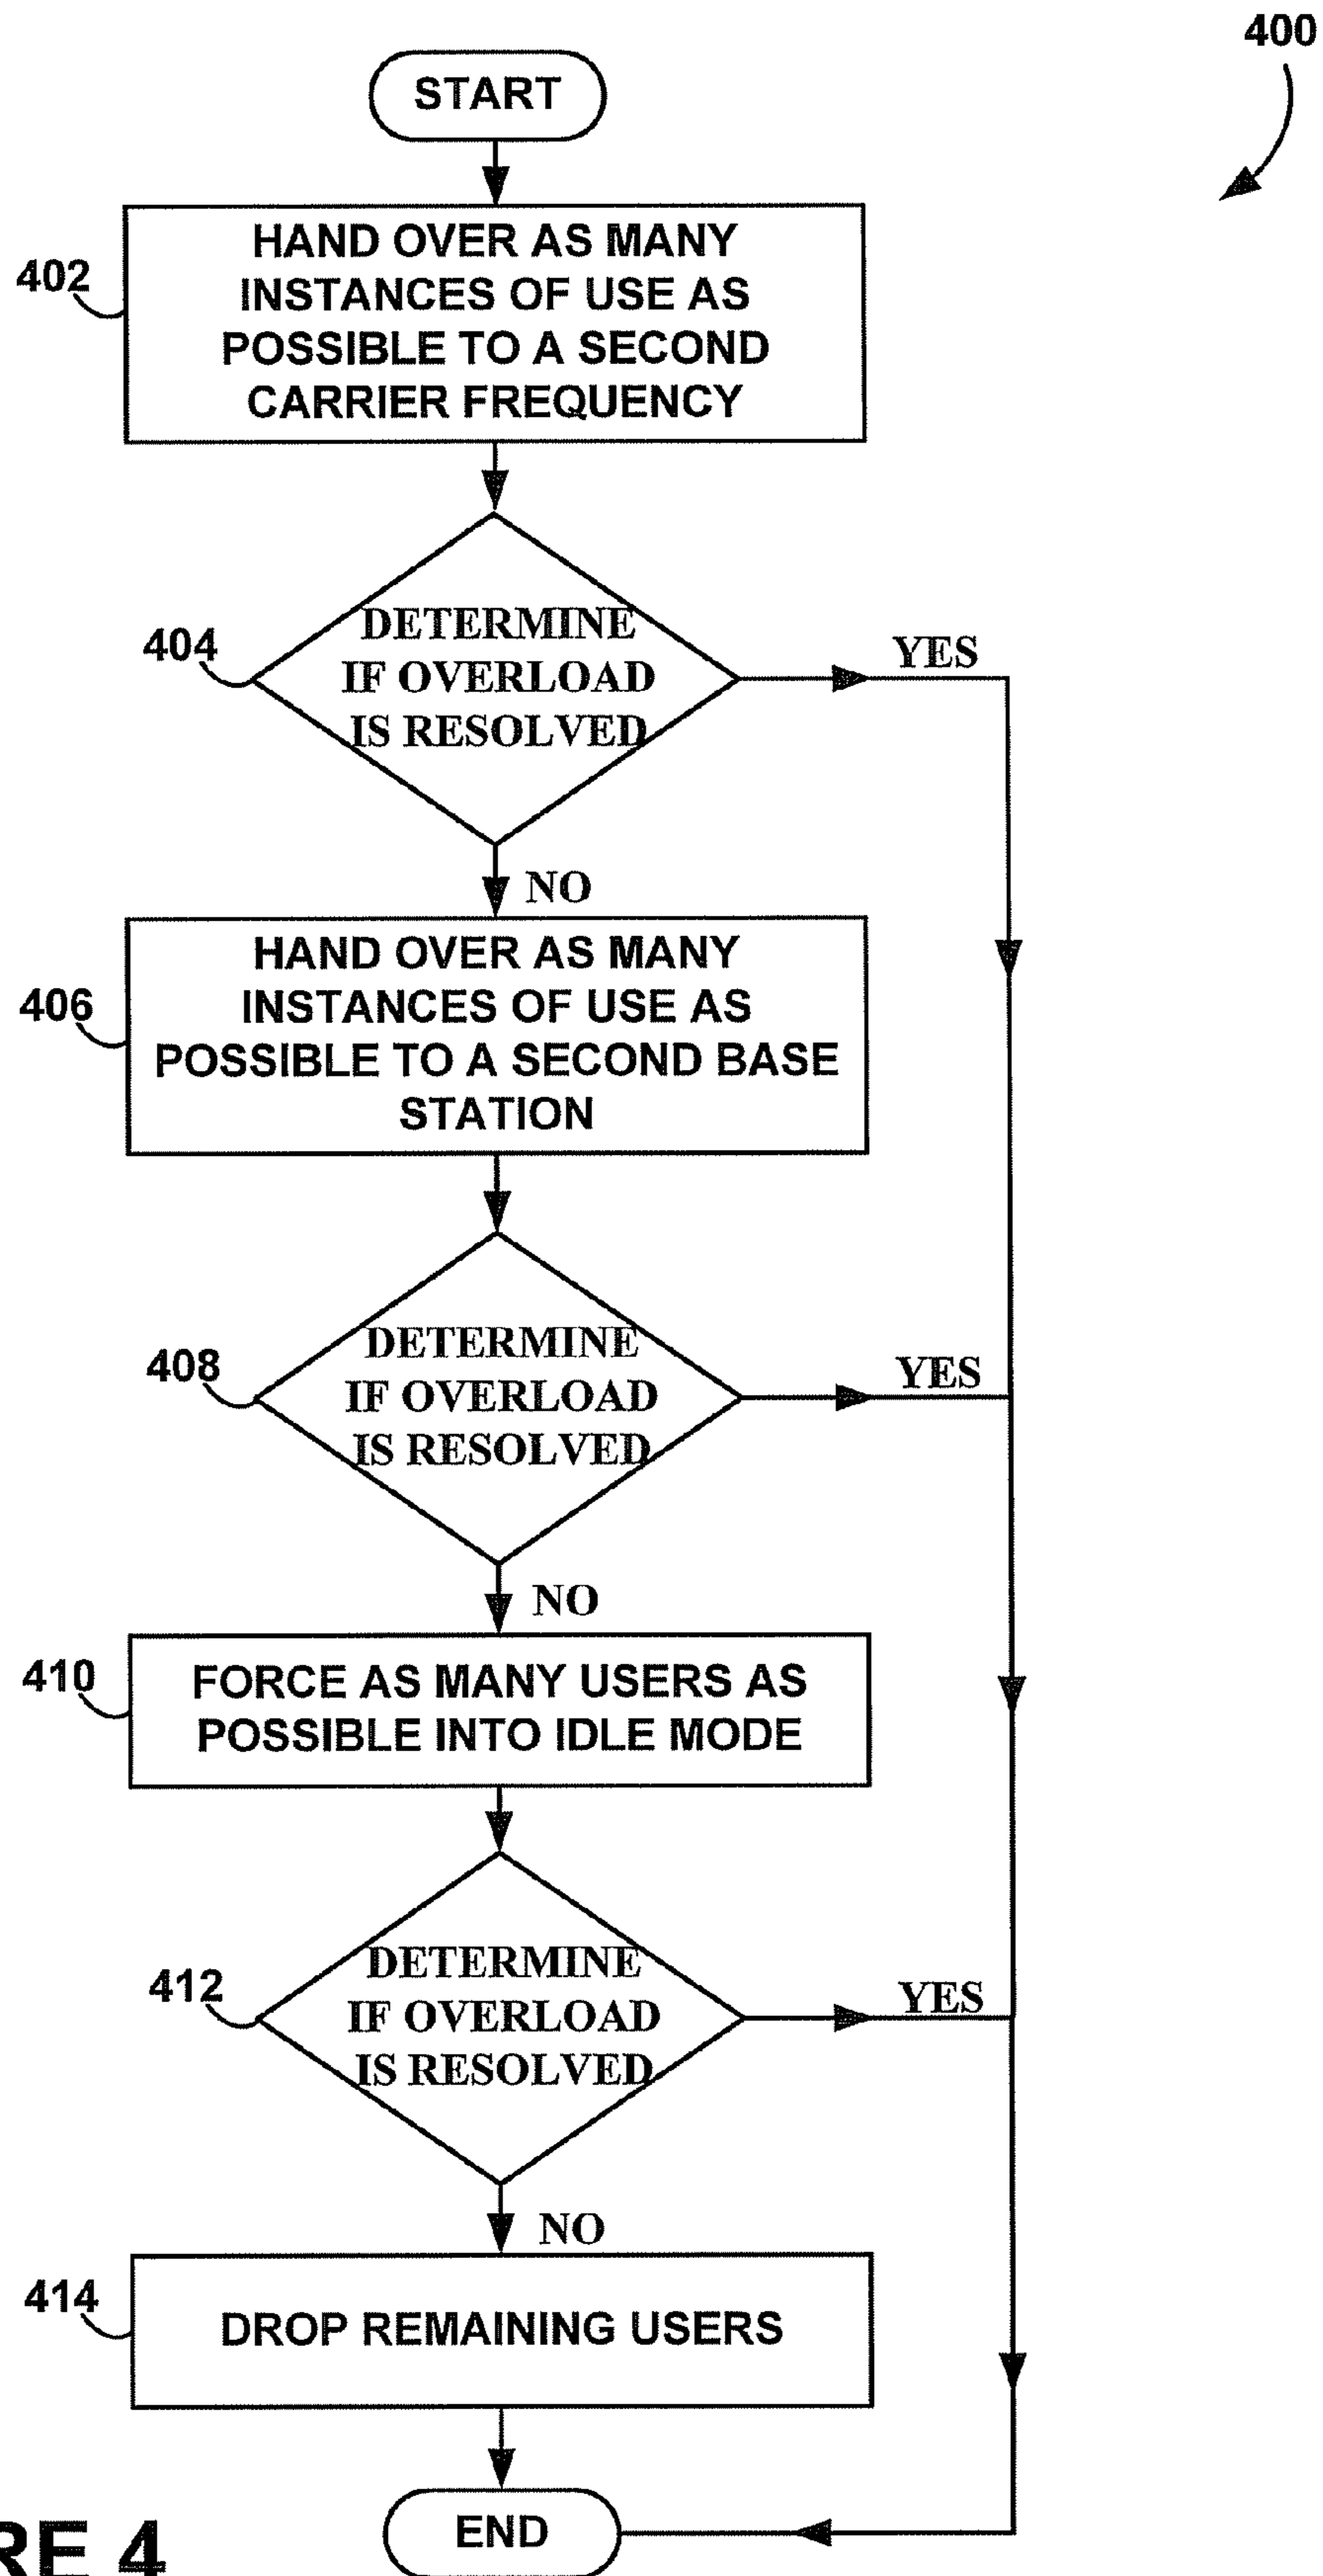 400
START
402
HAND OVER AS MANY
INSTANCES OF USE AS
POSSIBLE TO A SECOND
CARRIER FREQUENCY
404
DETERMINE
IF OVERLOAD
IS RESOLVED
YES
NO
406
HAND OVER AS MANY
INSTANCES OF USE AS
POSSIBLE TO A SECOND BASE
STATION
408
DETERMINE
IF OVERLOAD
IS RESOLVED
YES
NO
410
FORCE AS MANY USERS AS
POSSIBLE INTO IDLE MODE
412
DETERMINE
IF OVERLOAD
IS RESOLVED
YES
NO
414
DROP REMAINING USERS
END
RE 4